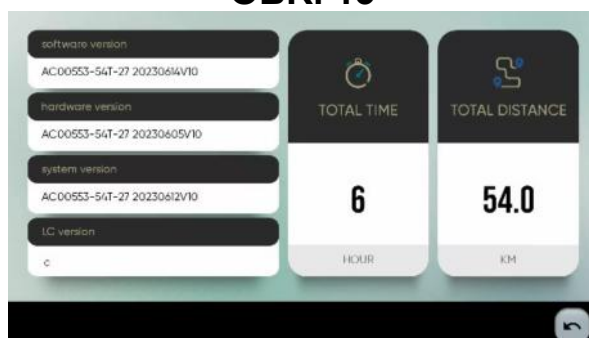 software version
AC00553-54T-27 20230614V10
hardware version
AC00553-54T-27 20230605V10
system version
AC00553-54T-27 20230612V10
LC version
c
TOTAL TIME
6
HOUR
TOTAL DISTANCE
54.0
KM